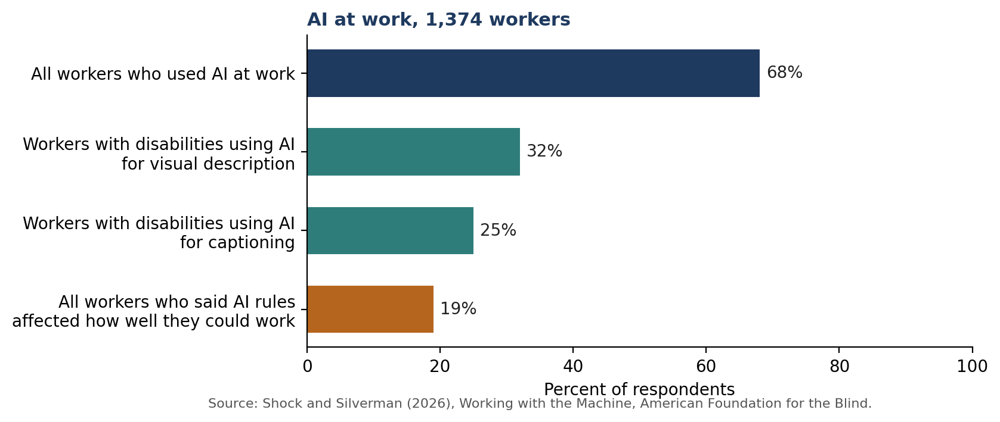 AI at work, 1,374 workers
All workers who used AI at work
68%
Workers with disabilities using AI
for visual description
32%
Workers with disabilities using AI
for captioning
25%
All workers who said AI rules
affected how well they could work
19%
0 20 40 60 80 100
Percent of respondents
Source: Shock and Silverman (2026), Working with the Machine, American Foundation for the Blind.